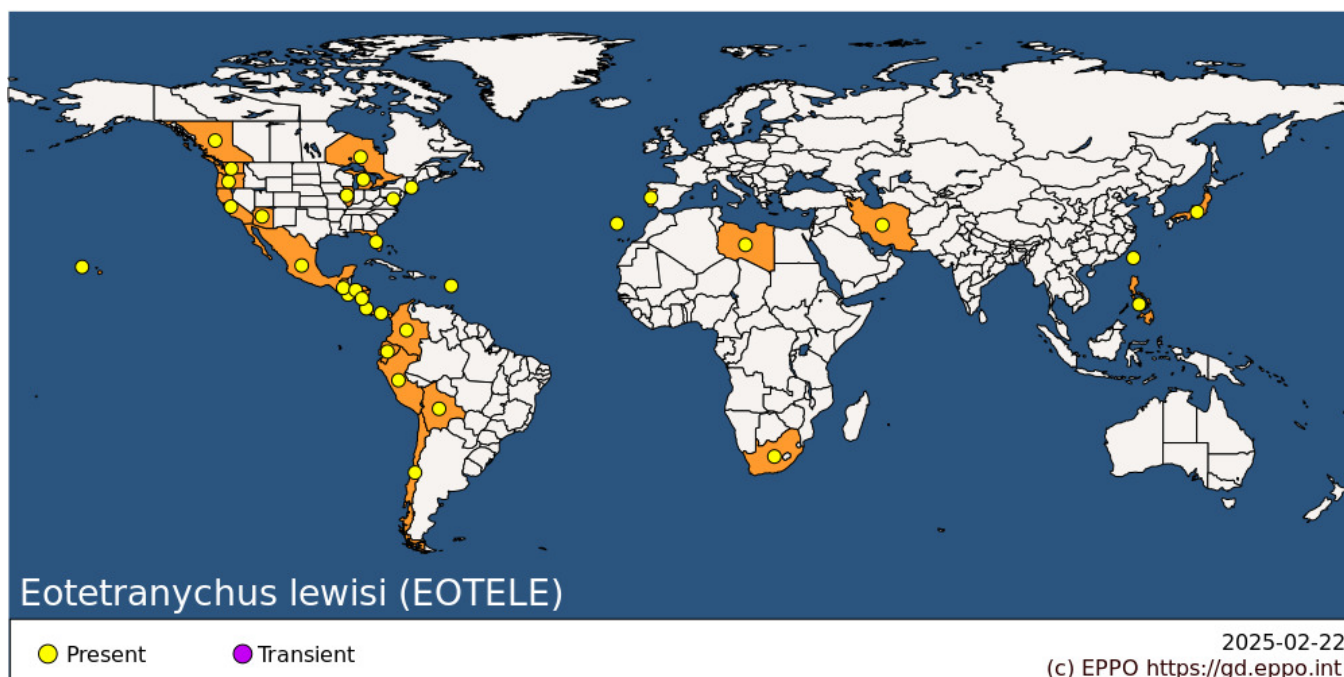 Eotetranychus lewisi (EOTELE)
Present
Transient
2025-02-22
(c) EPPO https://gd.eppo.int